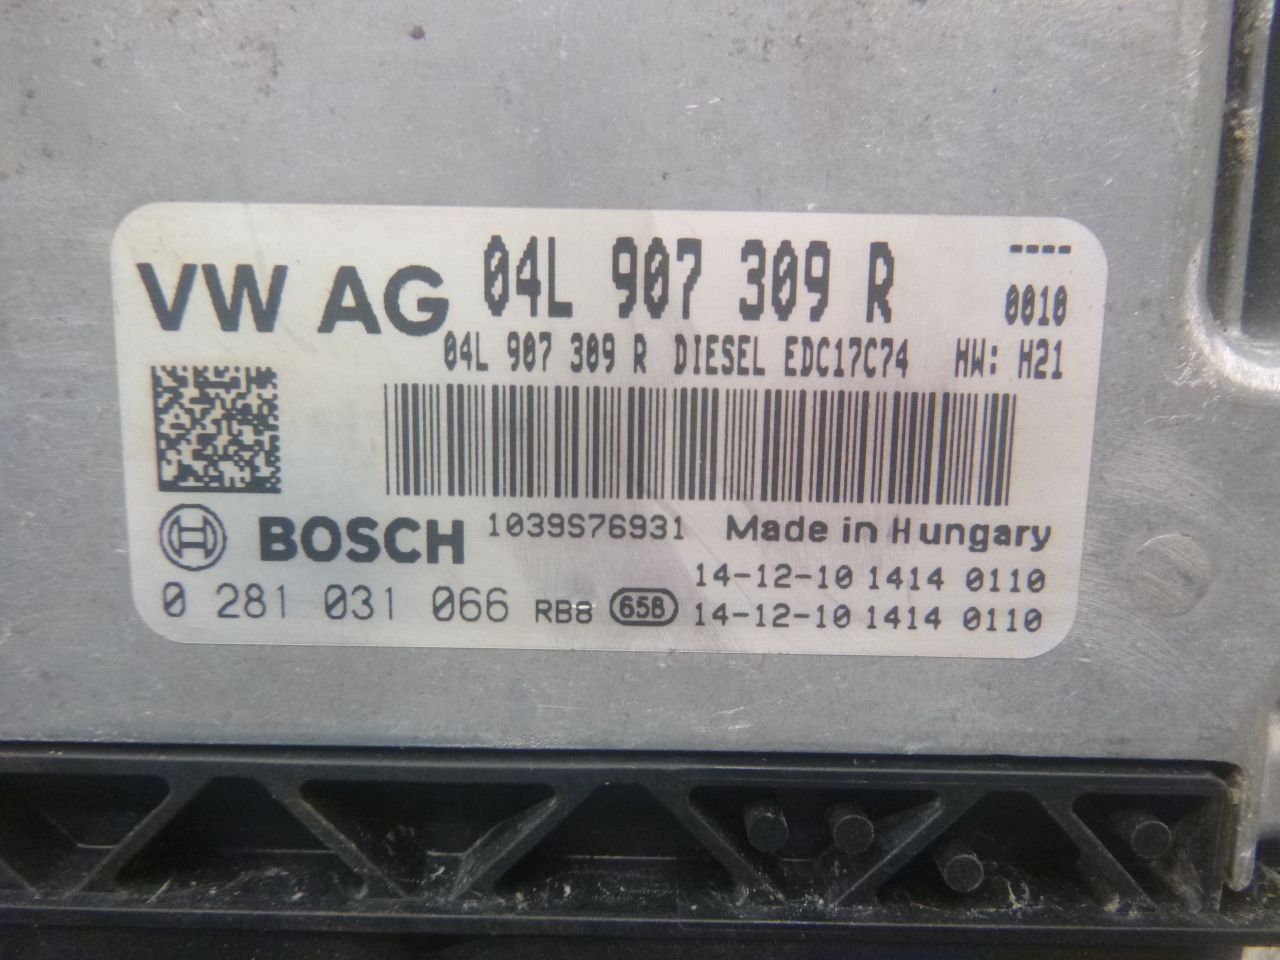 VW AG 04L 907 309 R ----
0010
04L 907 309 R DIESEL EDC17C74 HW: H21
BOSCH 1039S76931 Made in Hungary
14-12-10 1414 0110
0 281 031 066 RB8 658 14-12-10 1414 0110